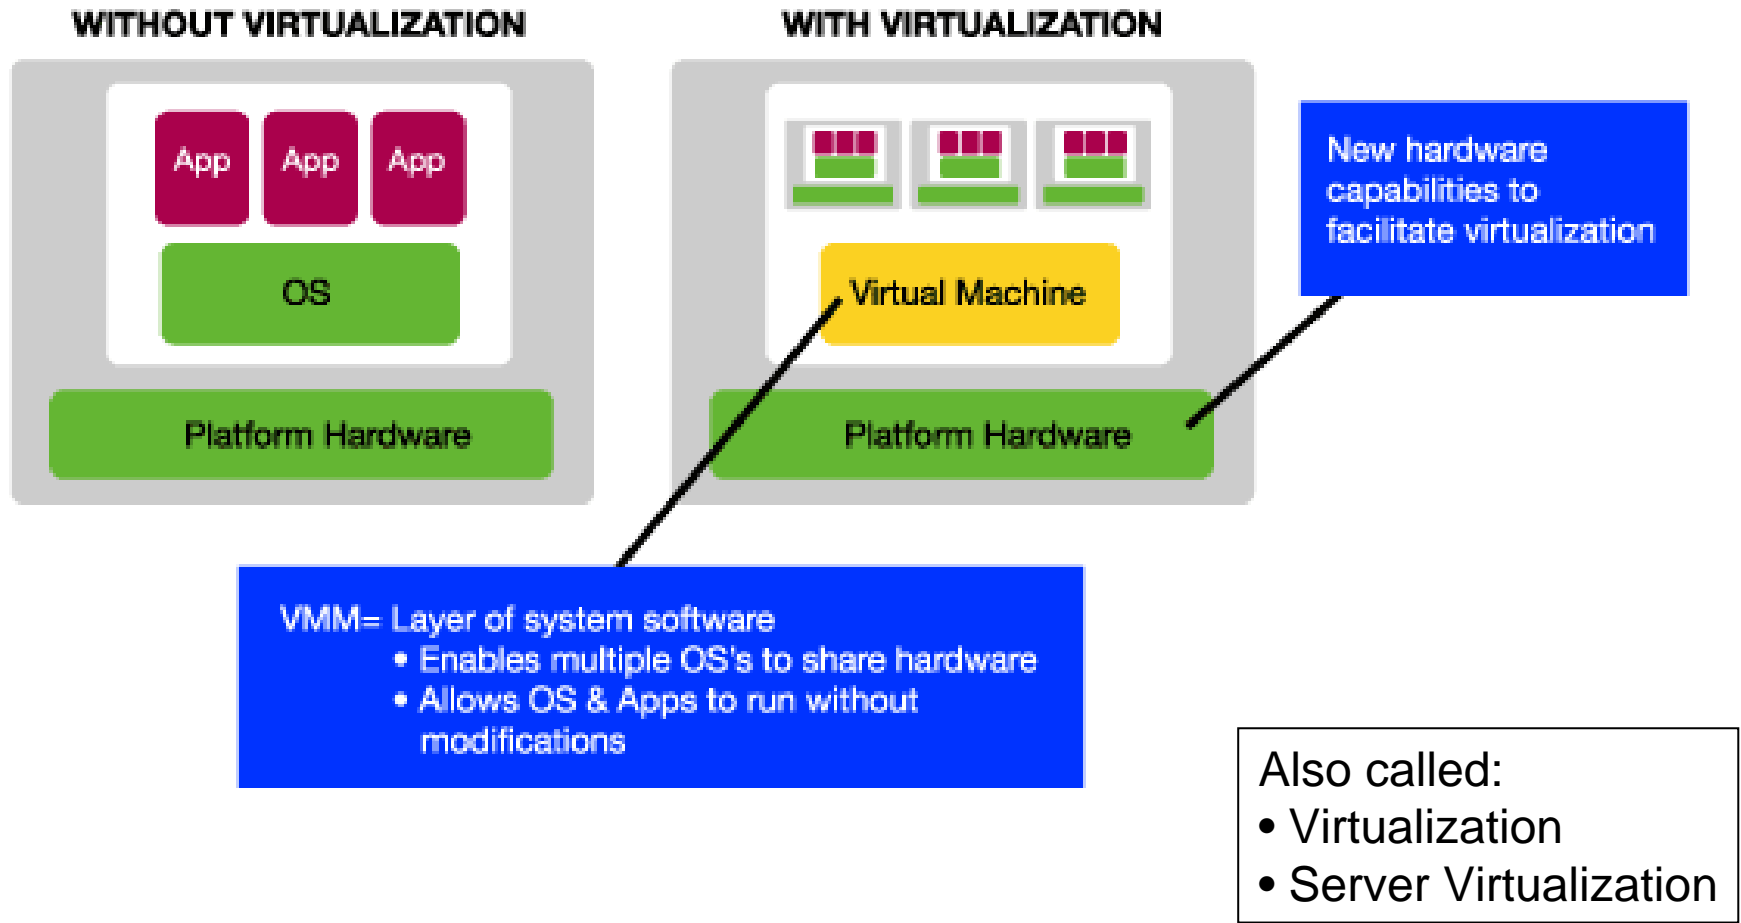 WITHOUT VIRTUALIZATION
App App App
OS
Platform Hardware
WITH VIRTUALIZATION
Virtual Machine
Platform Hardware
New hardware
capabilities to
facilitate virtualization
VMM= Layer of system software
• Enables multiple OS's to share hardware
• Allows OS & Apps to run without
modifications
Also called:
• Virtualization
• Server Virtualization